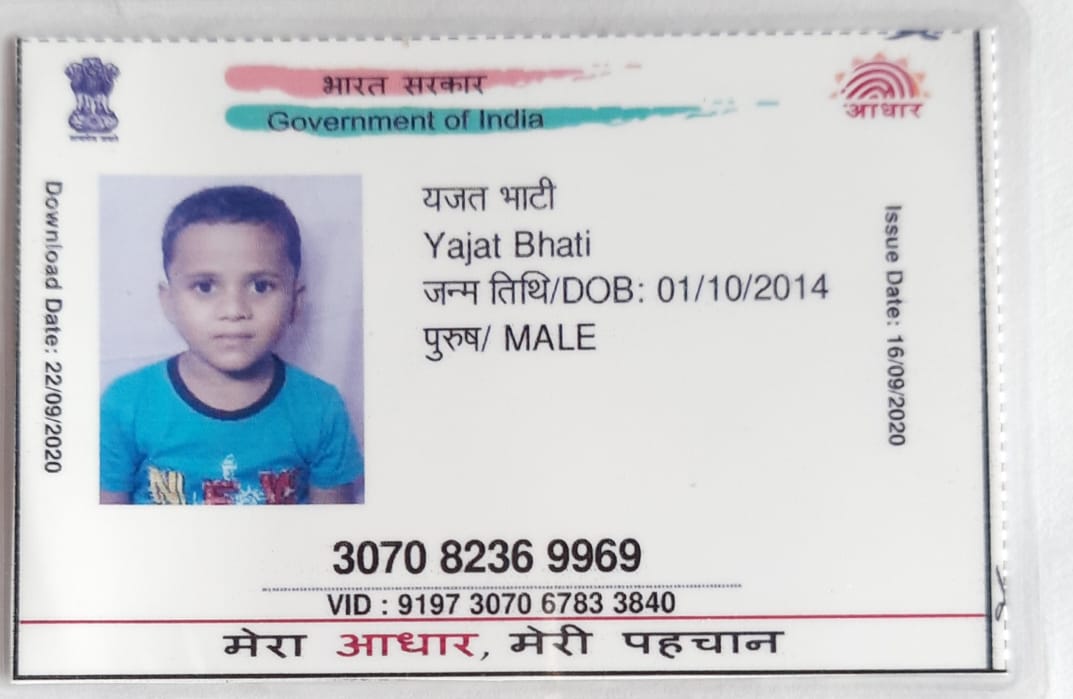 भारत सरकार
Government of India
आधार
Download Date: 22/09/2020
यजत भाटी
Yajat Bhati
जन्म तिथि/DOB: 01/10/2014
पुरुष/ MALE
Issue Date: 16/09/2020
NEW
3070 8236 9969
VID : 9197 3070 6783 3840
मेरा आधार, मेरी पहचान